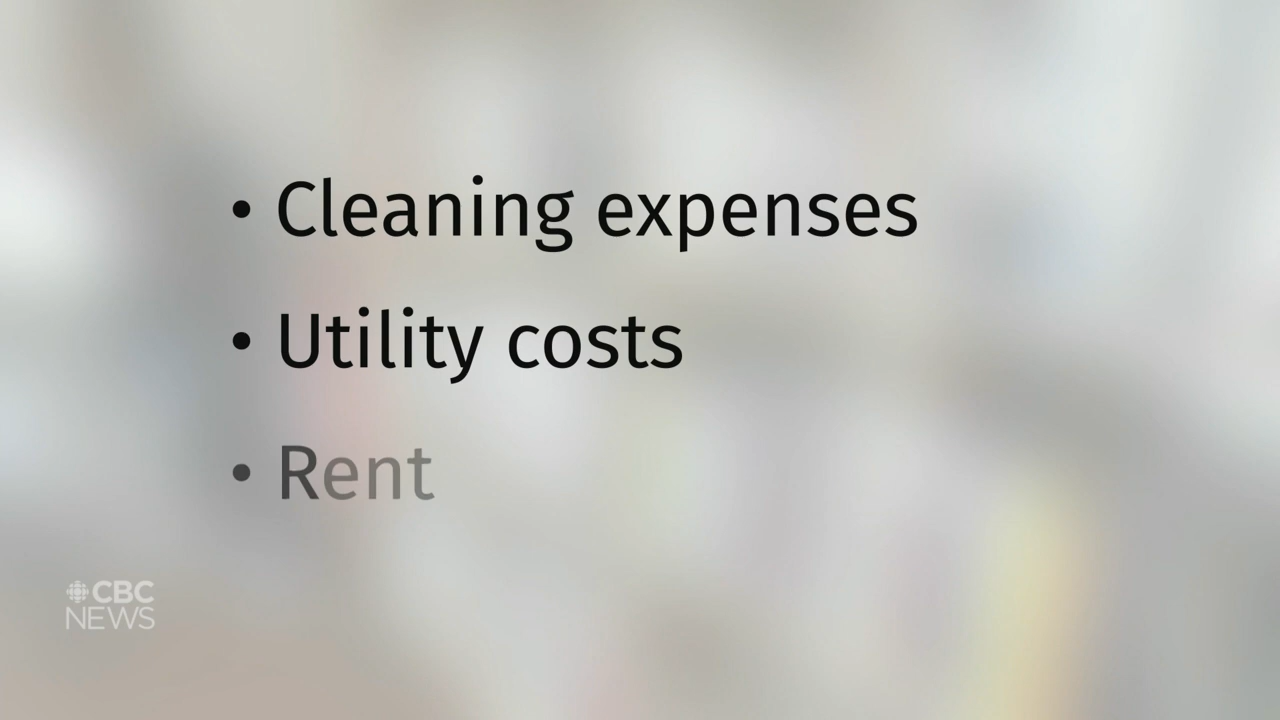 • Cleaning expenses
• Utility costs
• Rent
CBC
NEWS